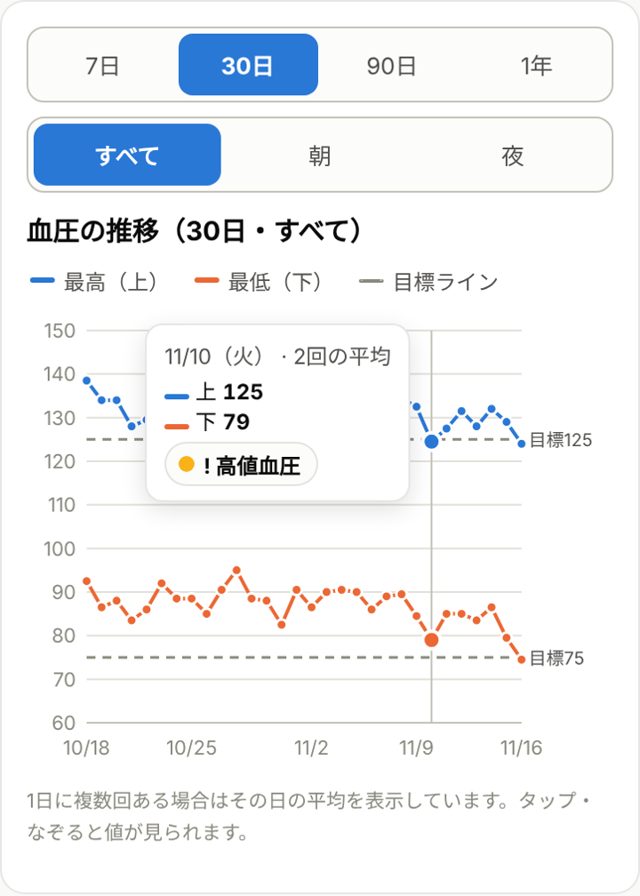 7日 30日 90日 1年
すべて 朝 夜
血圧の推移（30日・すべて）
最高（上） 最低（下） 目標ライン
150
11/10（火） · 2回の平均
140
上 125
130
下 79
目標125
120
! 高値血圧
110
100
90
80
目標75
70
60
10/18 10/25 11/2 11/9 11/16
1日に複数回ある場合はその日の平均を表示しています。タップ・
なぞると値が見られます。